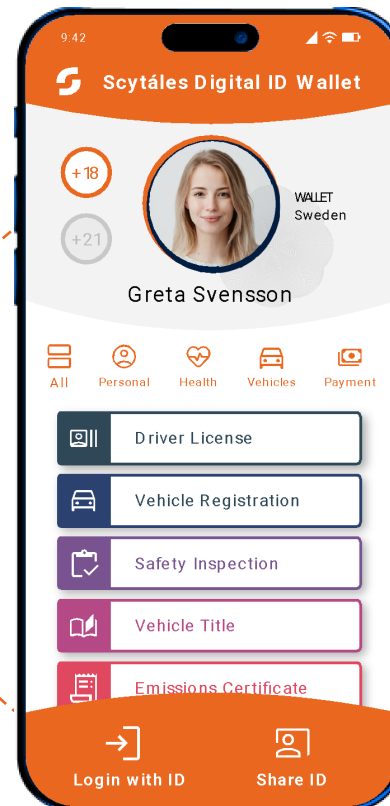 9:42
Scytáles Digital ID Wallet
+18
WALLET
Sweden
+21
Greta Svensson
All Personal Health Vehicles Payment
Driver License
Vehicle Registration
Safety Inspection
Vehicle Title
Emissions Certificate
Login with ID Share ID